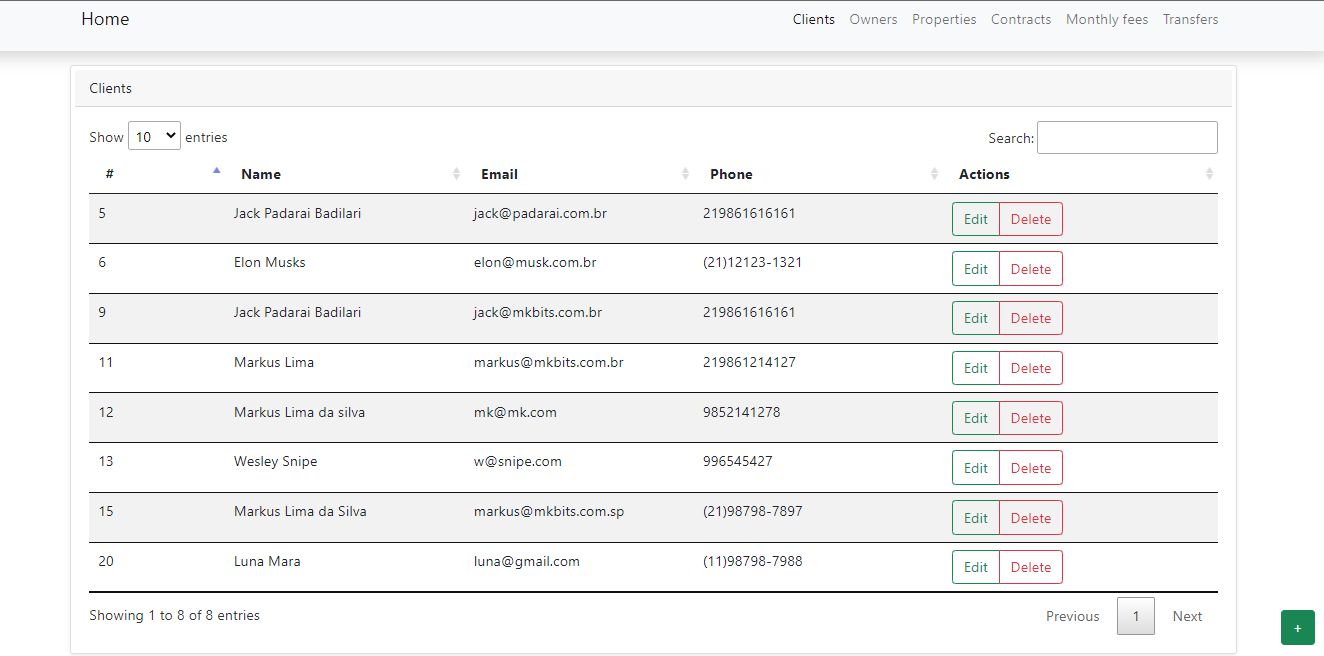 Home Clients Owners Properties Contracts Monthly fees Transfers
Clients
Show 10 entries Search:
# Name Email Phone Actions
5 Jack Padarai Badilari jack@padarai.com.br 219861616161 Edit Delete
6 Elon Musks elon@musk.com.br (21)12123-1321 Edit Delete
9 Jack Padarai Badilari jack@mkbits.com.br 219861616161 Edit Delete
11 Markus Lima markus@mkbits.com.br 219861214127 Edit Delete
12 Markus Lima da silva mk@mk.com 9852141278 Edit Delete
13 Wesley Snipe w@snipe.com 996545427 Edit Delete
15 Markus Lima da Silva markus@mkbits.com.sp (21)98798-7897 Edit Delete
20 Luna Mara luna@gmail.com (11)98798-7988 Edit Delete
Showing 1 to 8 of 8 entries Previous 1 Next
+